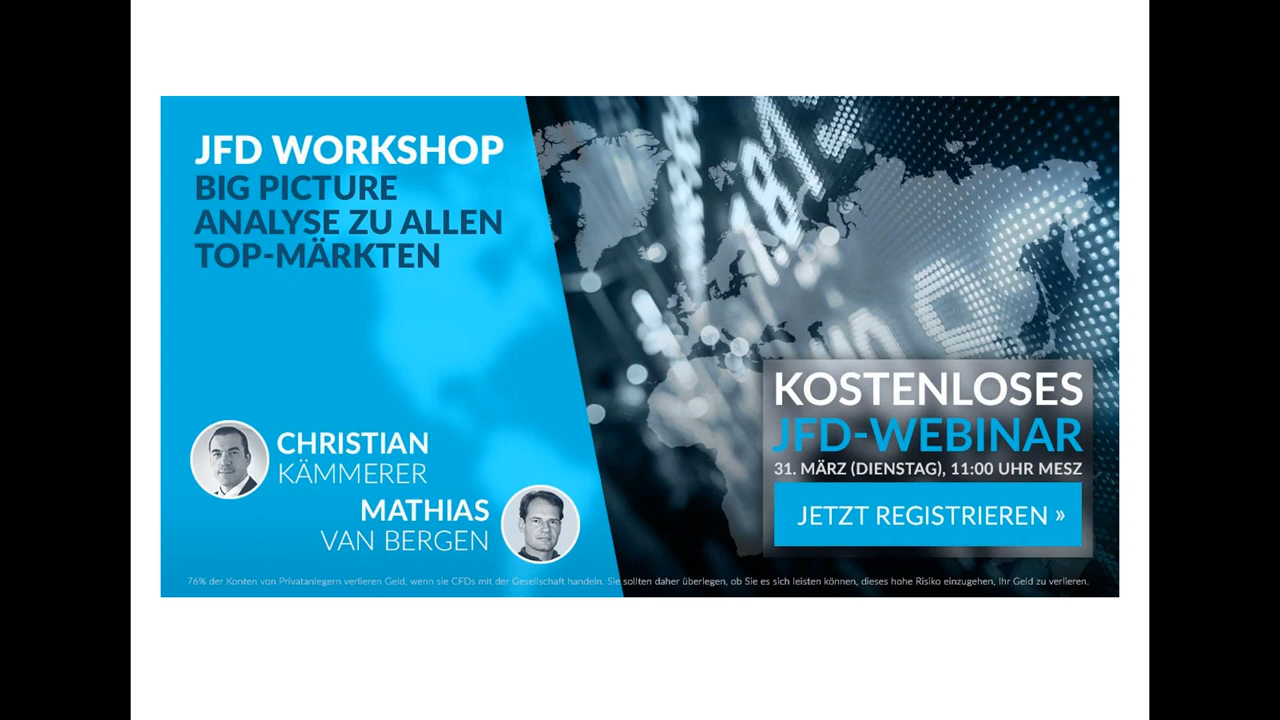 JFD WORKSHOP
BIG PICTURE
ANALYSE ZU ALLEN
TOP-MÄRKTEN
CHRISTIAN
KÄMMERER
MATHIAS
VAN BERGEN
KOSTENLOSES
JFD-WEBINAR
31. MÄRZ (DIENSTAG), 11:00 UHR MESZ
JETZT REGISTRIEREN »
76% der Konten von Privatanlegern verlieren Geld, wenn sie CFDs mit der Gesellschaft handeln. Sie sollten daher überlegen, ob Sie es sich leisten können, dieses hohe Risiko einzugehen, Ihr Geld zu verlieren.